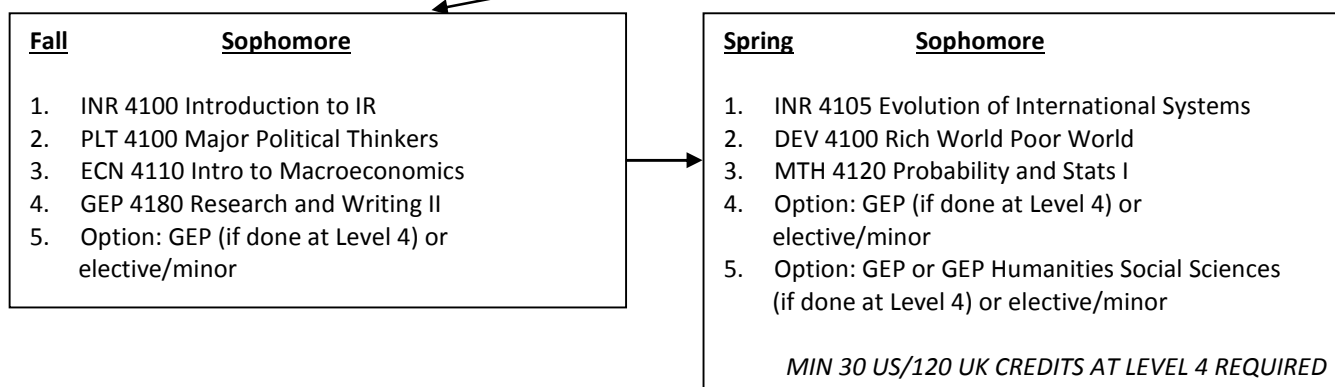 Fall Sophomore
1. INR 4100 Introduction to IR
2. PLT 4100 Major Political Thinkers
3. ECN 4110 Intro to Macroeconomics
4. GEP 4180 Research and Writing II
5. Option: GEP (if done at Level 4) or
elective/minor
Spring Sophomore
1. INR 4105 Evolution of International Systems
2. DEV 4100 Rich World Poor World
3. MTH 4120 Probability and Stats I
4. Option: GEP (if done at Level 4) or
elective/minor
5. Option: GEP or GEP Humanities Social Sciences
(if done at Level 4) or elective/minor
MIN 30 US/120 UK CREDITS AT LEVEL 4 REQUIRED